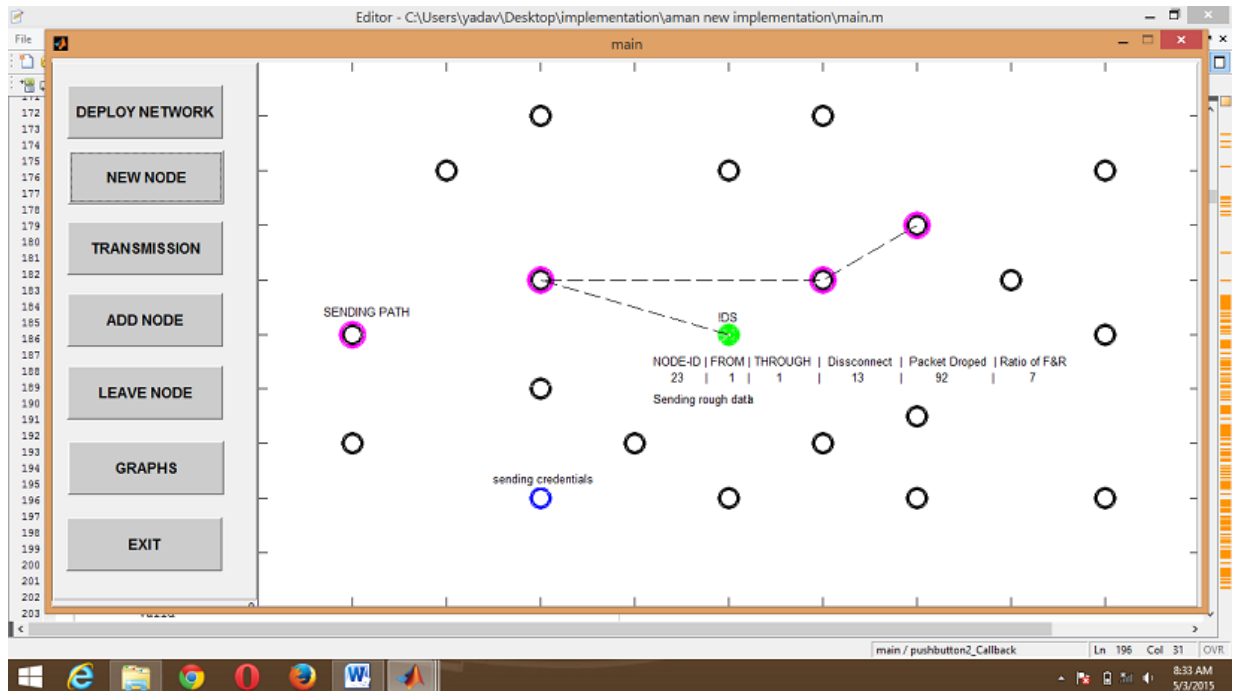 Editor - C:\Users\yadav\Desktop\implementation\aman new implementation\main.m
File
main
171
172
173
174
175
176
177
178
179
180
181
182
183
184
185
186
187
188
189
190
191
192
193
194
195
196
197
198
199
200
201
202
203
DEPLOY NETWORK
NEW NODE
TRANSMISSION
ADD NODE
LEAVE NODE
GRAPHS
EXIT
0
SENDING PATH
IDS
NODE-ID | FROM | THROUGH | Dissconnect | Packet Droped | Ratio of F&R
23 | 1 | 1 | 13 | 92 | 7
Sending rough data
sending credentials
main / pushbutton2_Callback
Ln 196 Col 31 OVR
8:33 AM
5/3/2015